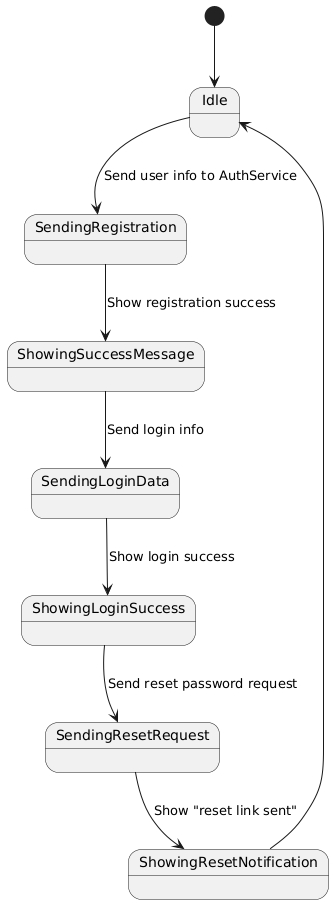 Idle
Send user info to AuthService
SendingRegistration
Show registration success
ShowingSuccessMessage
Send login info
SendingLoginData
Show login success
ShowingLoginSuccess
Send reset password request
SendingResetRequest
Show "reset link sent"
ShowingResetNotification